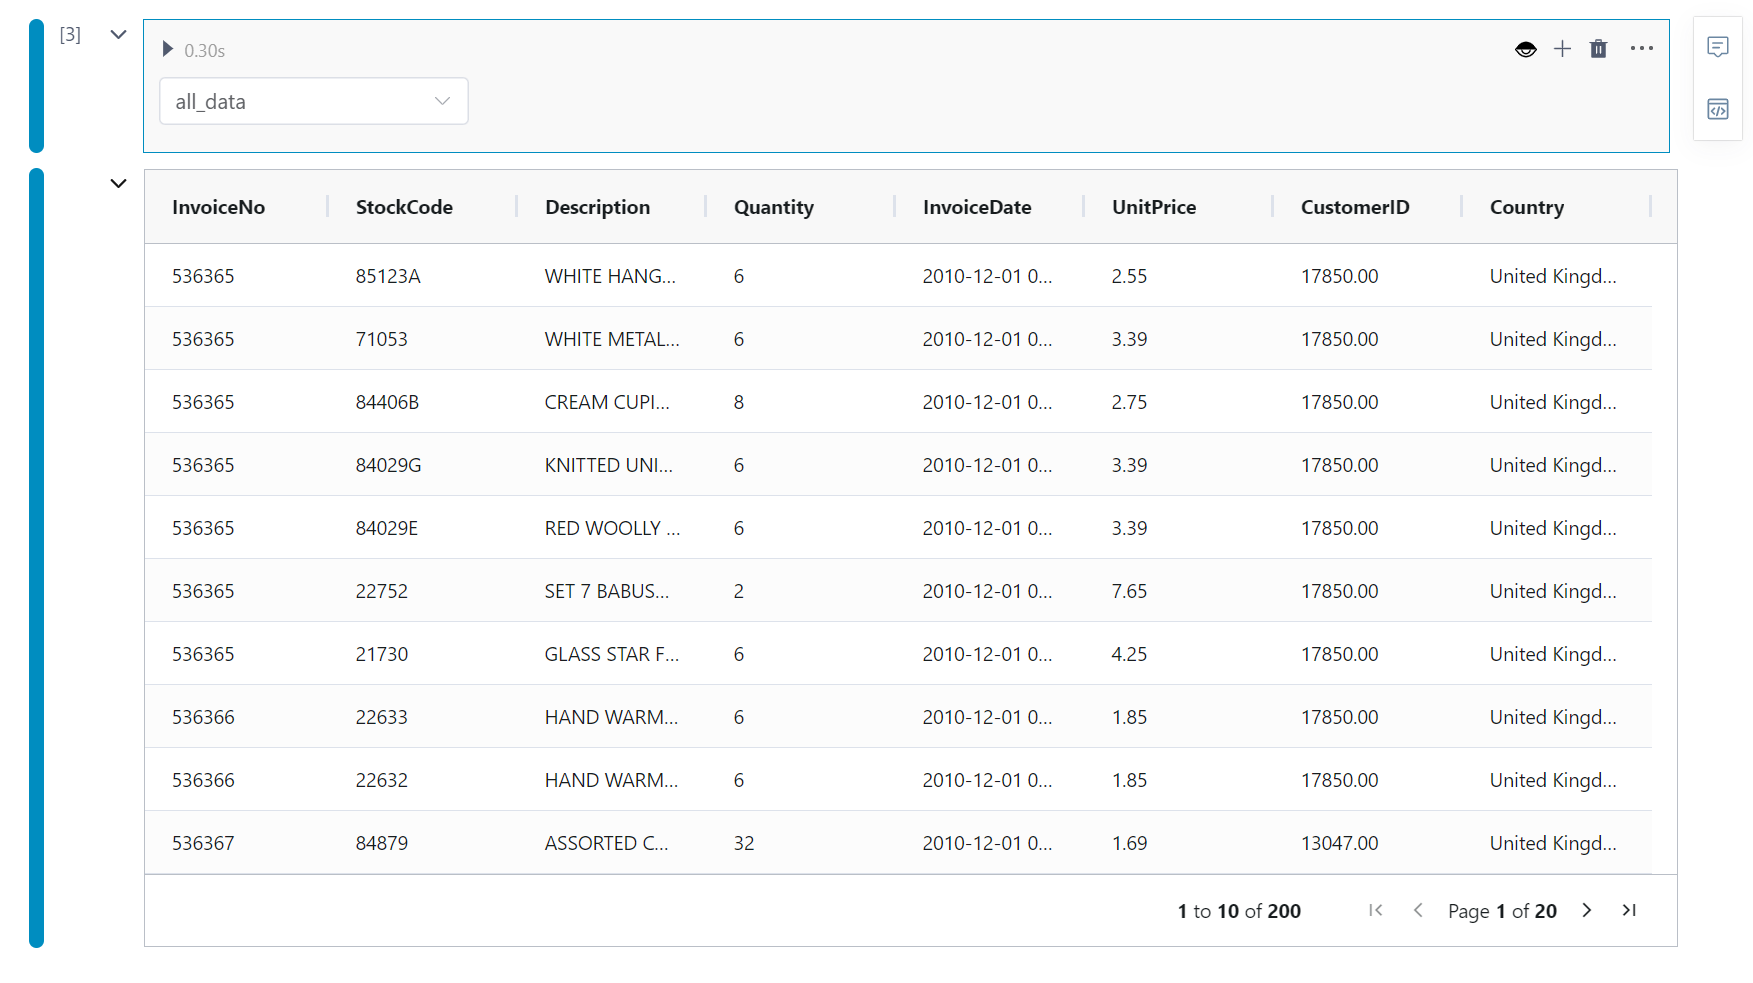 [3]
0.30s
all_data
InvoiceNo StockCode Description Quantity InvoiceDate UnitPrice CustomerID Country
536365 85123A WHITE HANG... 6 2010-12-01 0... 2.55 17850.00 United Kingd...
536365 71053 WHITE METAL... 6 2010-12-01 0... 3.39 17850.00 United Kingd...
536365 84406B CREAM CUPI... 8 2010-12-01 0... 2.75 17850.00 United Kingd...
536365 84029G KNITTED UNI... 6 2010-12-01 0... 3.39 17850.00 United Kingd...
536365 84029E RED WOOLLY ... 6 2010-12-01 0... 3.39 17850.00 United Kingd...
536365 22752 SET 7 BABUS... 2 2010-12-01 0... 7.65 17850.00 United Kingd...
536365 21730 GLASS STAR F... 6 2010-12-01 0... 4.25 17850.00 United Kingd...
536366 22633 HAND WARM... 6 2010-12-01 0... 1.85 17850.00 United Kingd...
536366 22632 HAND WARM... 6 2010-12-01 0... 1.85 17850.00 United Kingd...
536367 84879 ASSORTED C... 32 2010-12-01 0... 1.69 13047.00 United Kingd...
1 to 10 of 200 Page 1 of 20